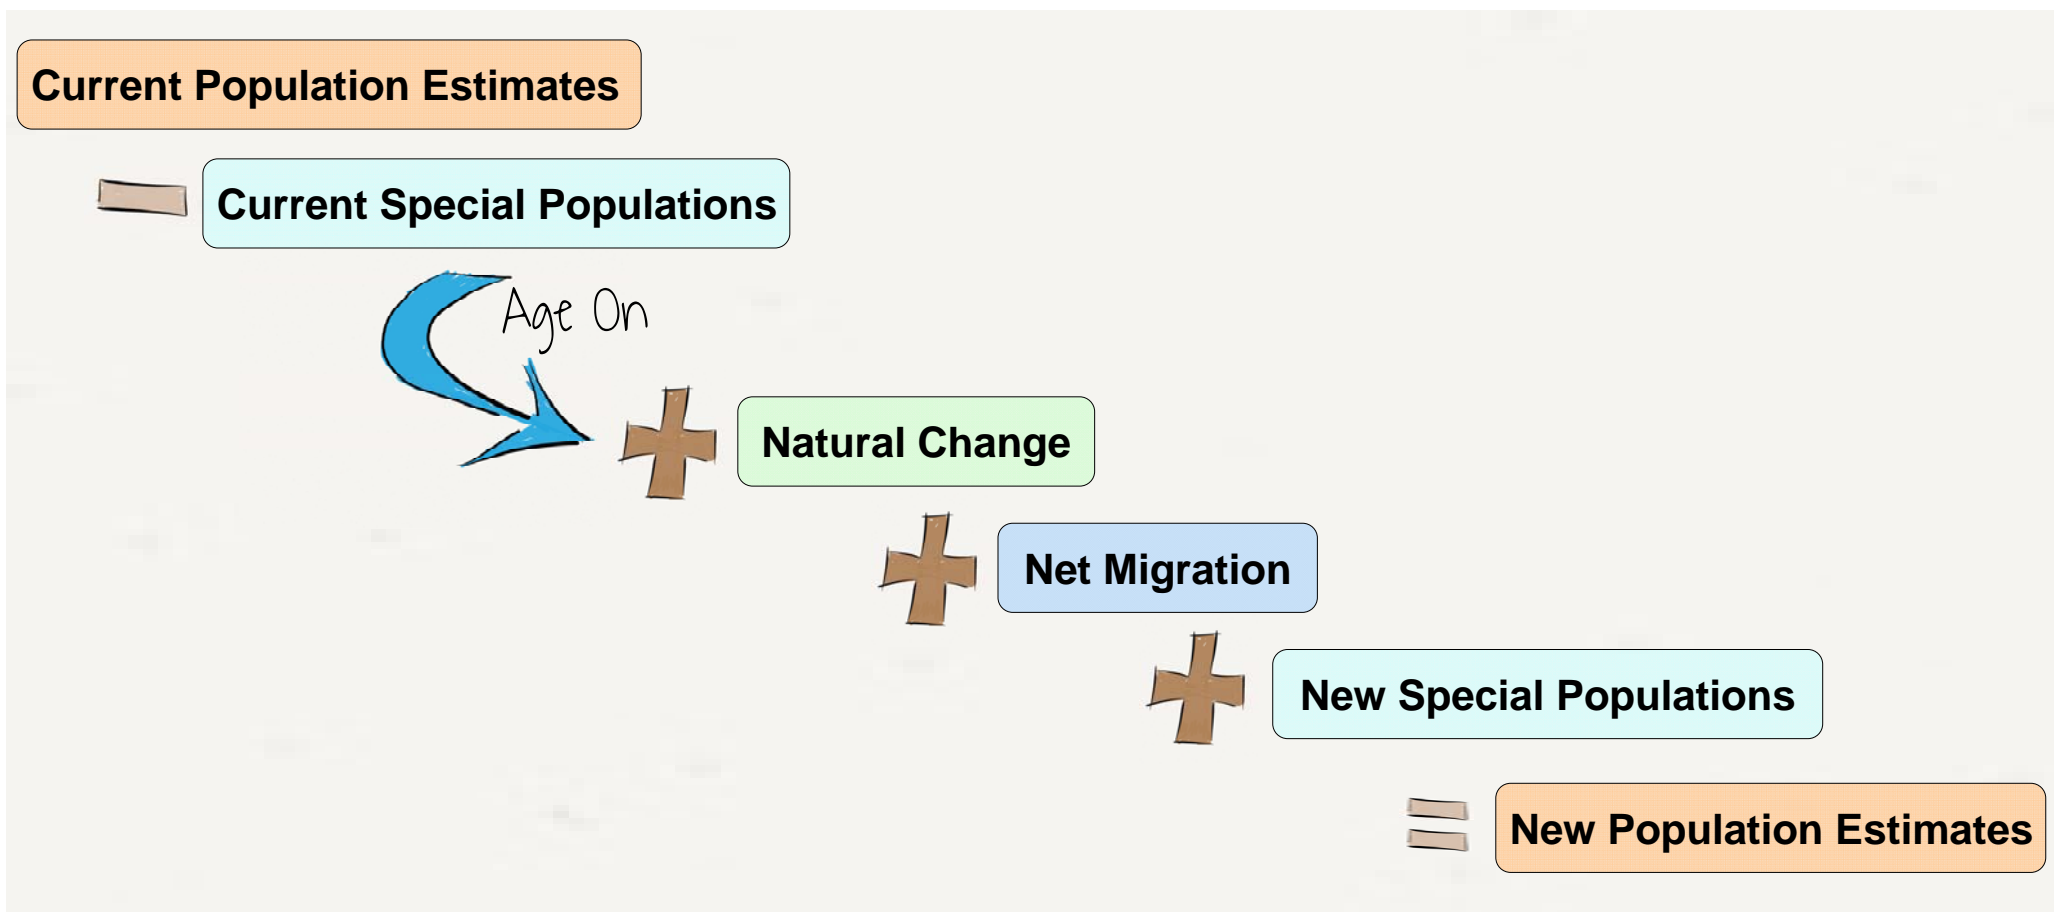 Current Population Estimates
Current Special Populations
Age On
Natural Change
Net Migration
New Special Populations
New Population Estimates